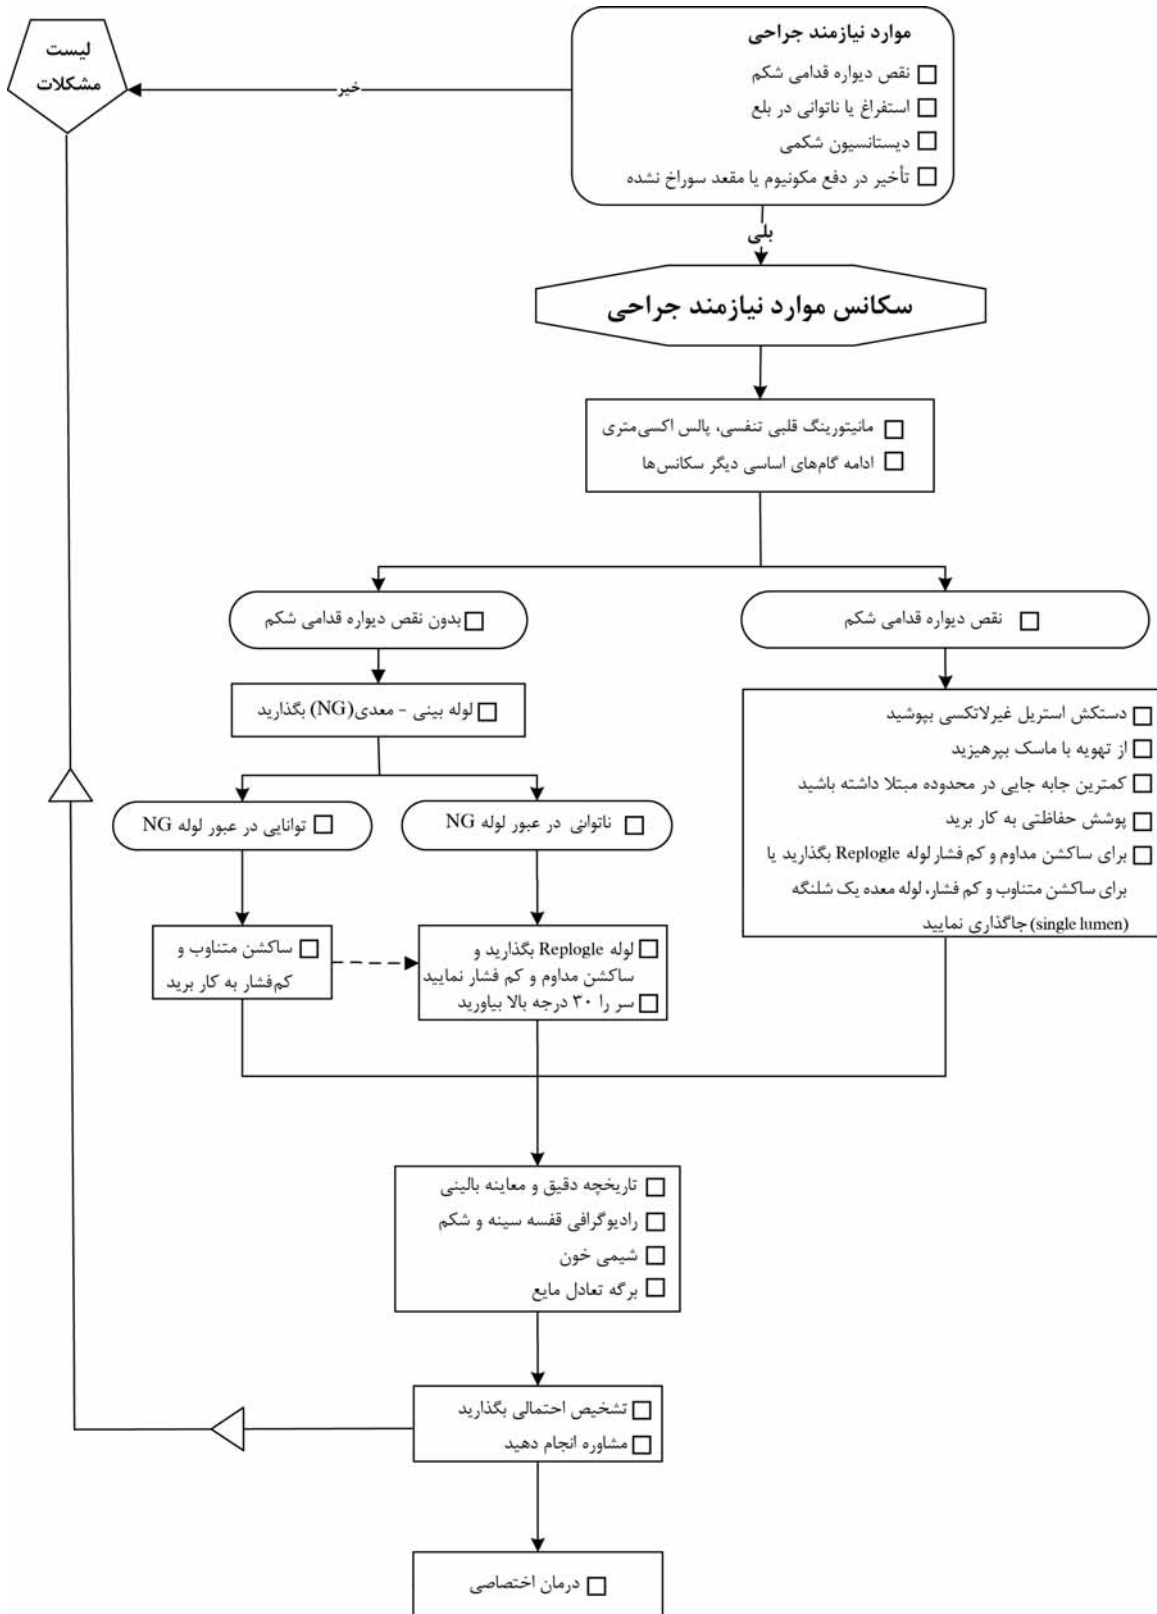 موارد نیازمند جراحی
نقص دیواره قدامی شکم
استفراغ یا ناتوانی در بلع
دیستانسیون شکمی
تأخیر در دفع مکونیوم یا مقعد سوراخ نشده
خیر
لیست
مشکلات
بلی
سکانس موارد نیازمند جراحی
مانیتورینگ قلبی تنفسی، پالس اکسی‌متری
ادامه گام‌های اساسی دیگر سکانس‌ها
نقص دیواره قدامی شکم
دستکش استریل غیرلاتکسی بپوشید
از تهویه با ماسک بپرهیزید
کمترین جابه جایی در محدوده مبتلا داشته باشید
پوشش حفاظتی به کار برید
برای ساکشن مداوم و کم فشار لوله Replogle بگذارید یا
برای ساکشن متناوب و کم فشار، لوله معده یک شلنگه
(single lumen) جاگذاری نمایید
بدون نقص دیواره قدامی شکم
لوله بینی - معدی(NG) بگذارید
ناتوانی در عبور لوله NG
توانایی در عبور لوله NG
لوله Replogle بگذارید و
ساکشن مداوم و کم فشار نمایید
سر را ۳۰ درجه بالا بیاورید
ساکشن متناوب و
کم‌فشار به کار برید
تاریخچه دقیق و معاینه بالینی
رادیوگرافی قفسه سینه و شکم
شیمی خون
برگه تعادل مایع
تشخیص احتمالی بگذارید
مشاوره انجام دهید
درمان اختصاصی